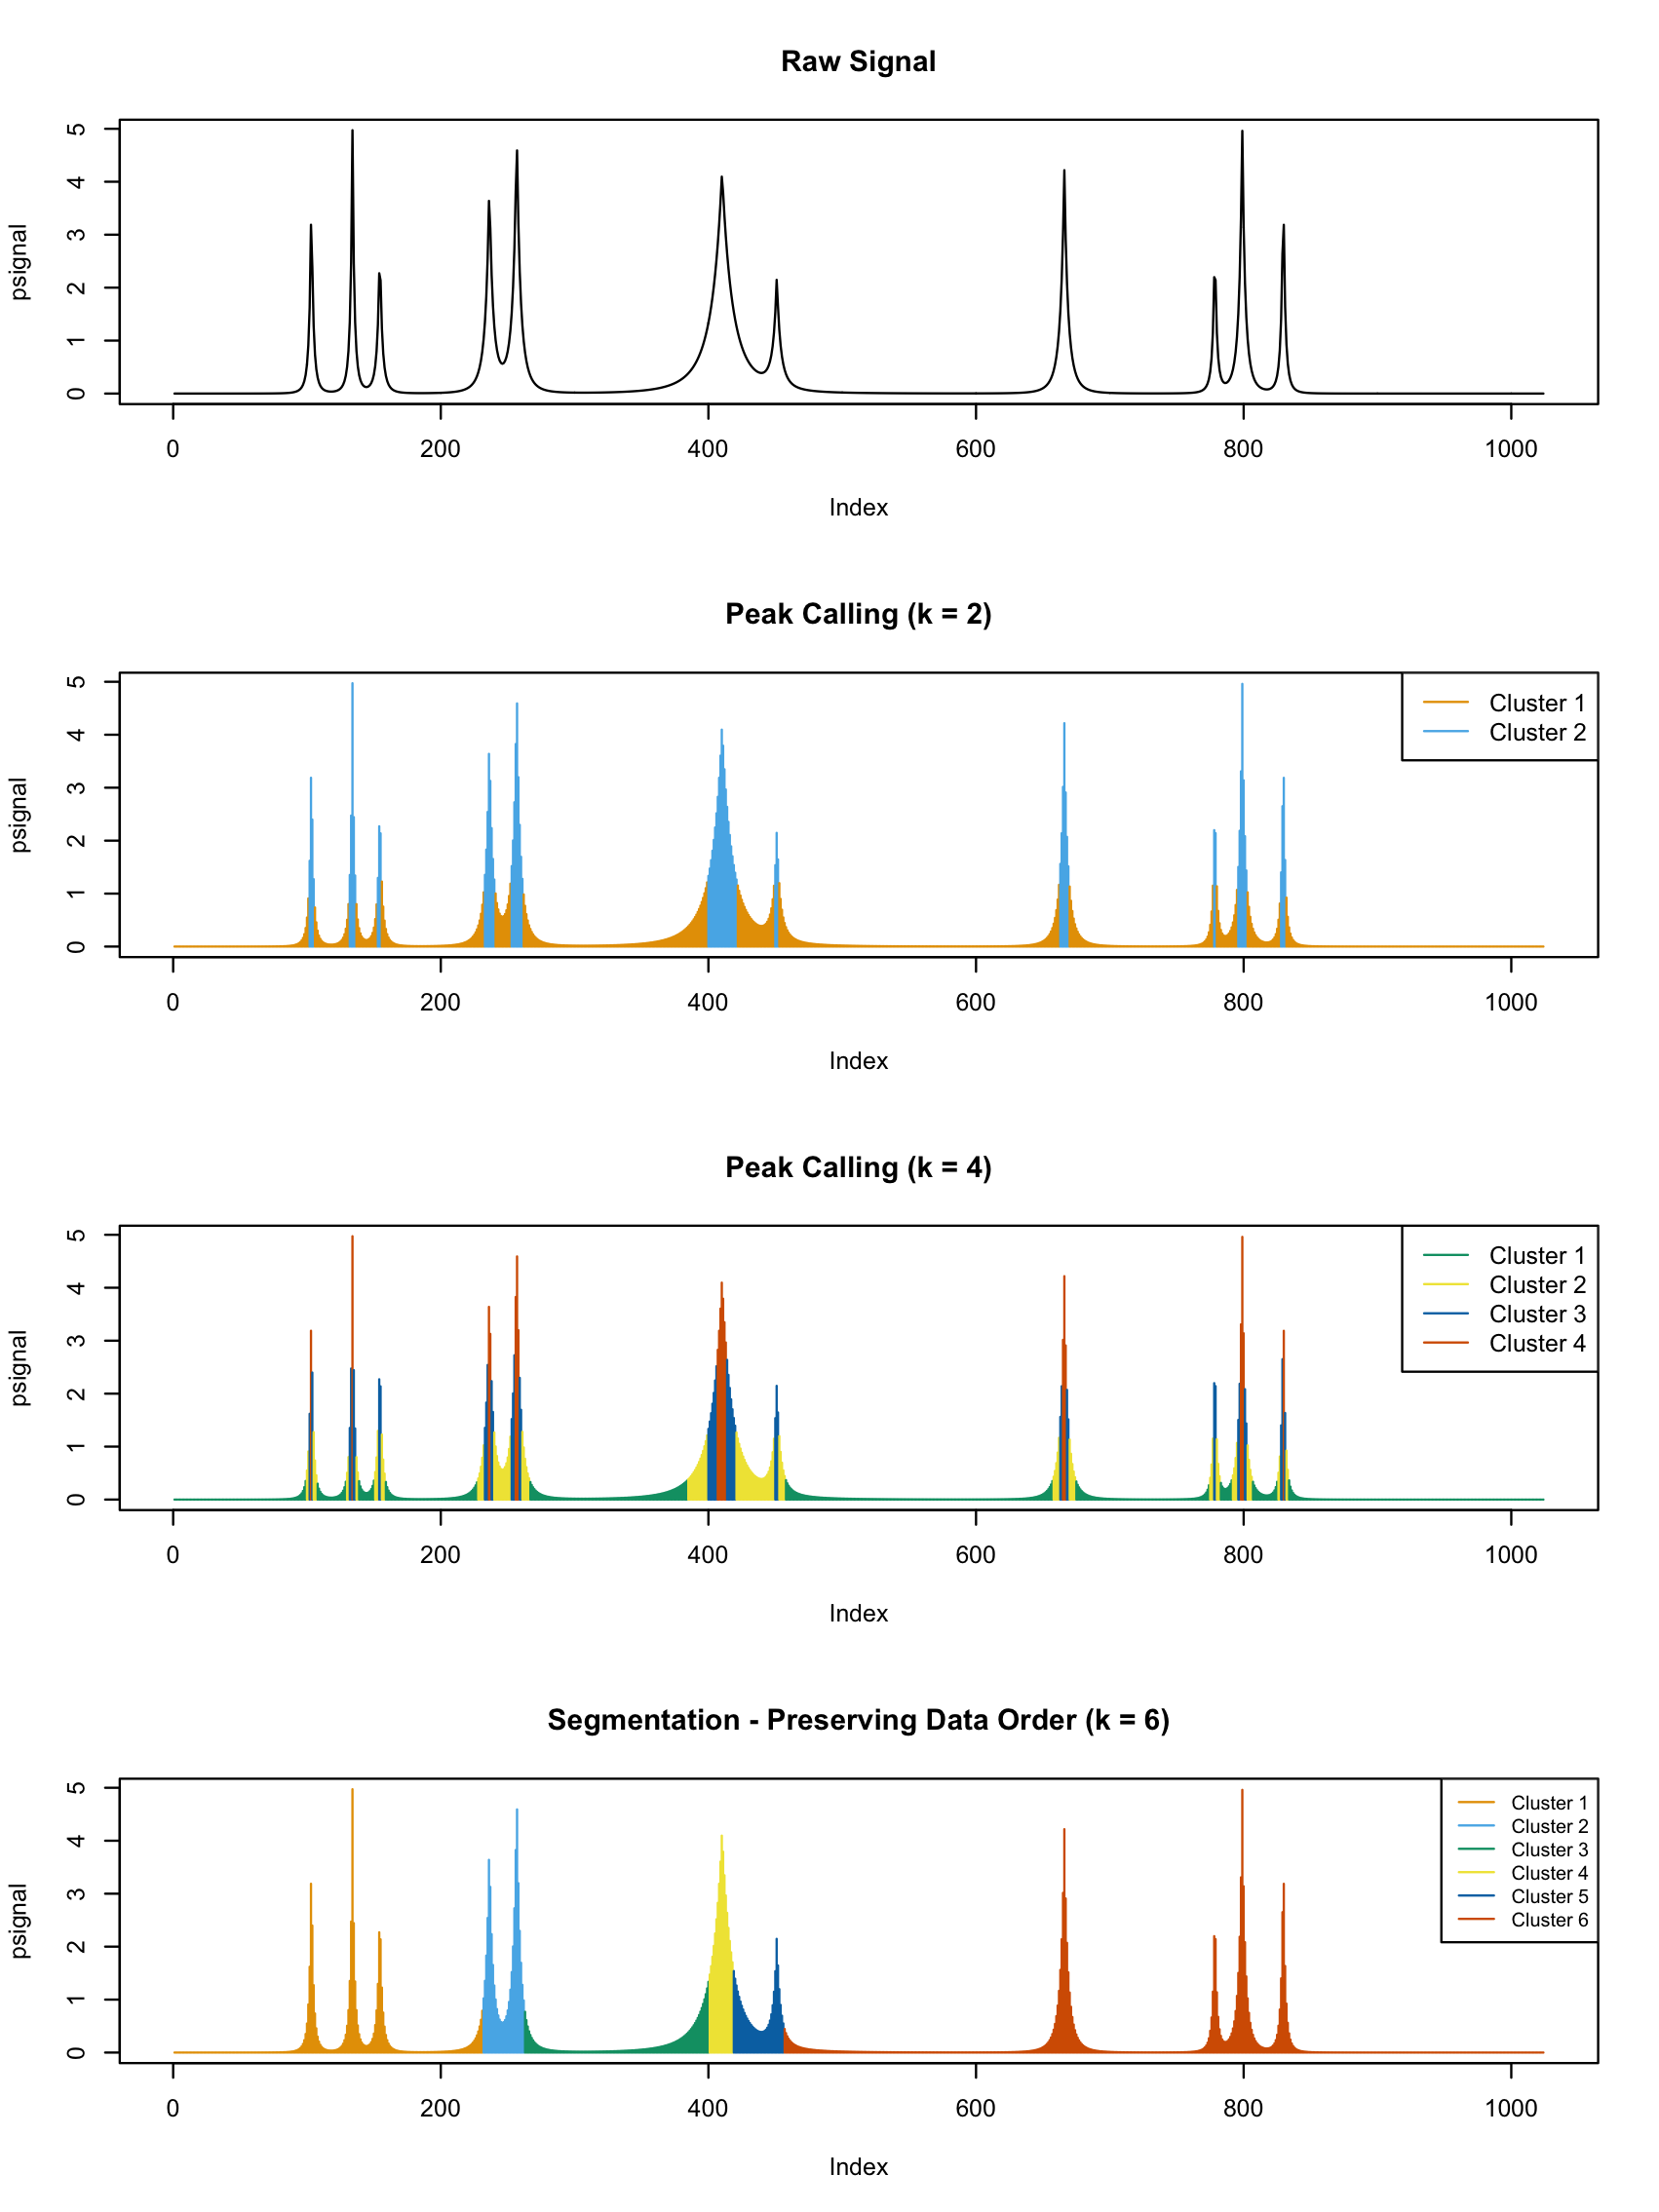 Raw Signal
psignal
5
4
3
2
1
0
0 200 400 600 800 1000
Index
Peak Calling (k = 2)
psignal
5
4
3
2
1
0
Cluster 1
Cluster 2
0 200 400 600 800 1000
Index
Peak Calling (k = 4)
psignal
5
4
3
2
1
0
Cluster 1
Cluster 2
Cluster 3
Cluster 4
0 200 400 600 800 1000
Index
Segmentation - Preserving Data Order (k = 6)
psignal
5
4
3
2
1
0
Cluster 1
Cluster 2
Cluster 3
Cluster 4
Cluster 5
Cluster 6
0 200 400 600 800 1000
Index